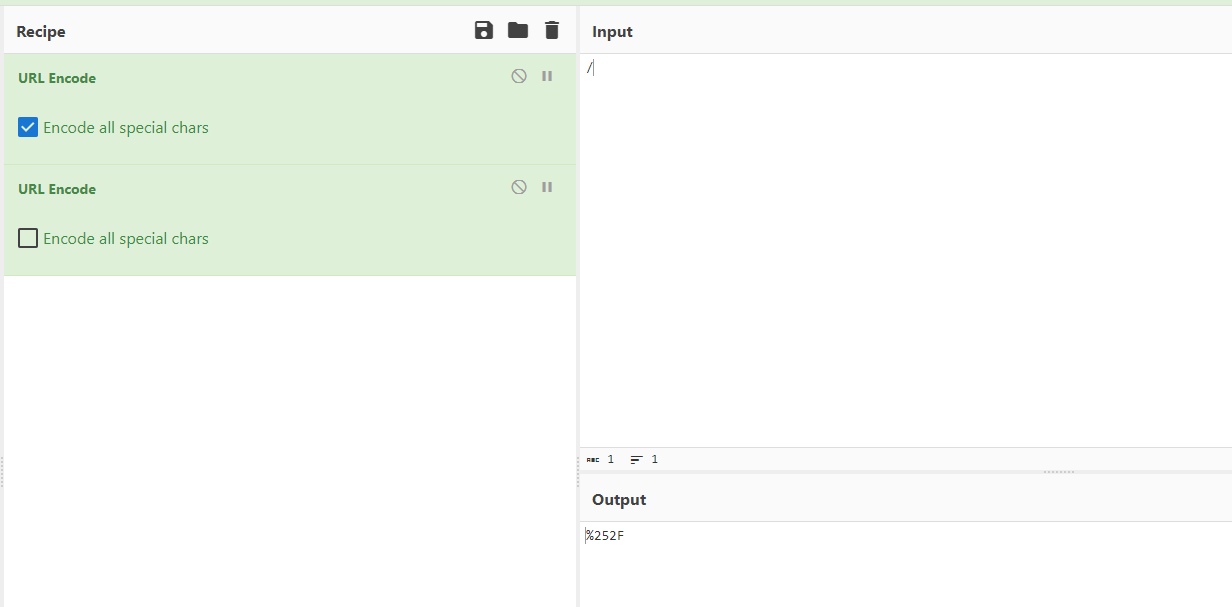 Recipe
URL Encode
Encode all special chars
URL Encode
Encode all special chars
Input
/
ABC 1 1
Output
%252F